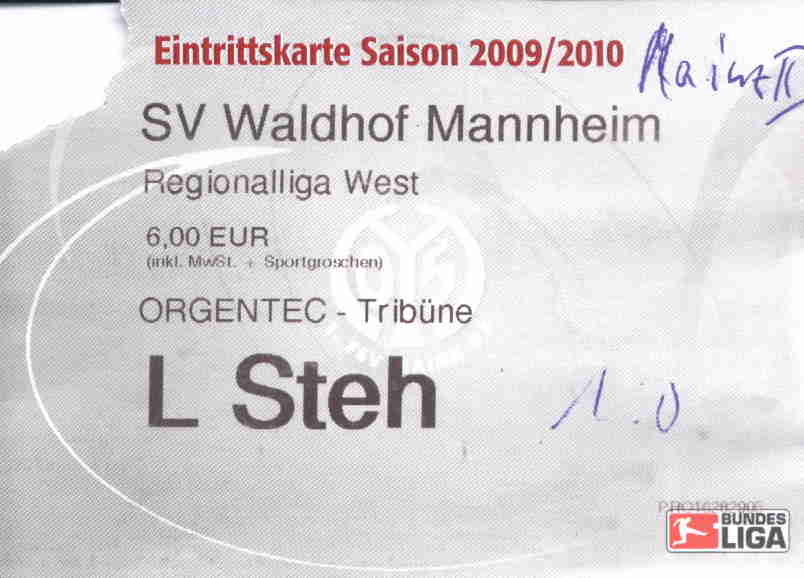 Eintrittskarte Saison 2009/2010
Mainz II
SV Waldhof Mannheim
Regionalliga West
6,00 EUR
(inkl. MwSt. + Sportgroschen)
ORGENTEC - Tribüne
L Steh
1:0
BUNDES
LIGA